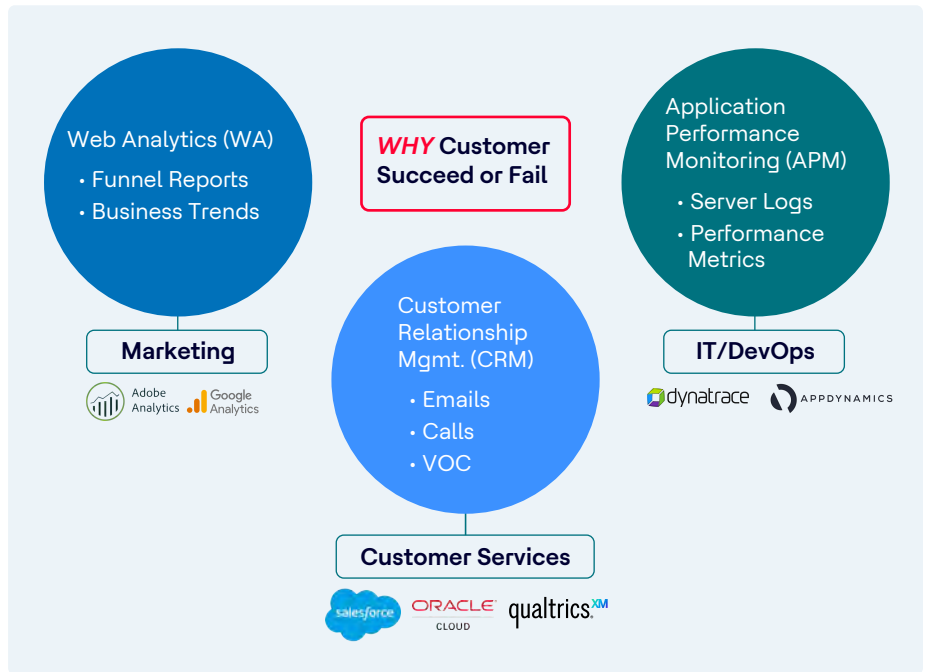 Web Analytics (WA)
• Funnel Reports
• Business Trends
Marketing
Adobe
Analytics
Google
Analytics
WHY Customer
Succeed or Fail
Customer
Relationship
Mgmt. (CRM)
• Emails
• Calls
• VOC
Customer Services
salesforce
ORACLE
CLOUD
qualtrics.XM
Application
Performance
Monitoring (APM)
• Server Logs
• Performance
Metrics
IT/DevOps
dynatrace
APPDYNAMICS